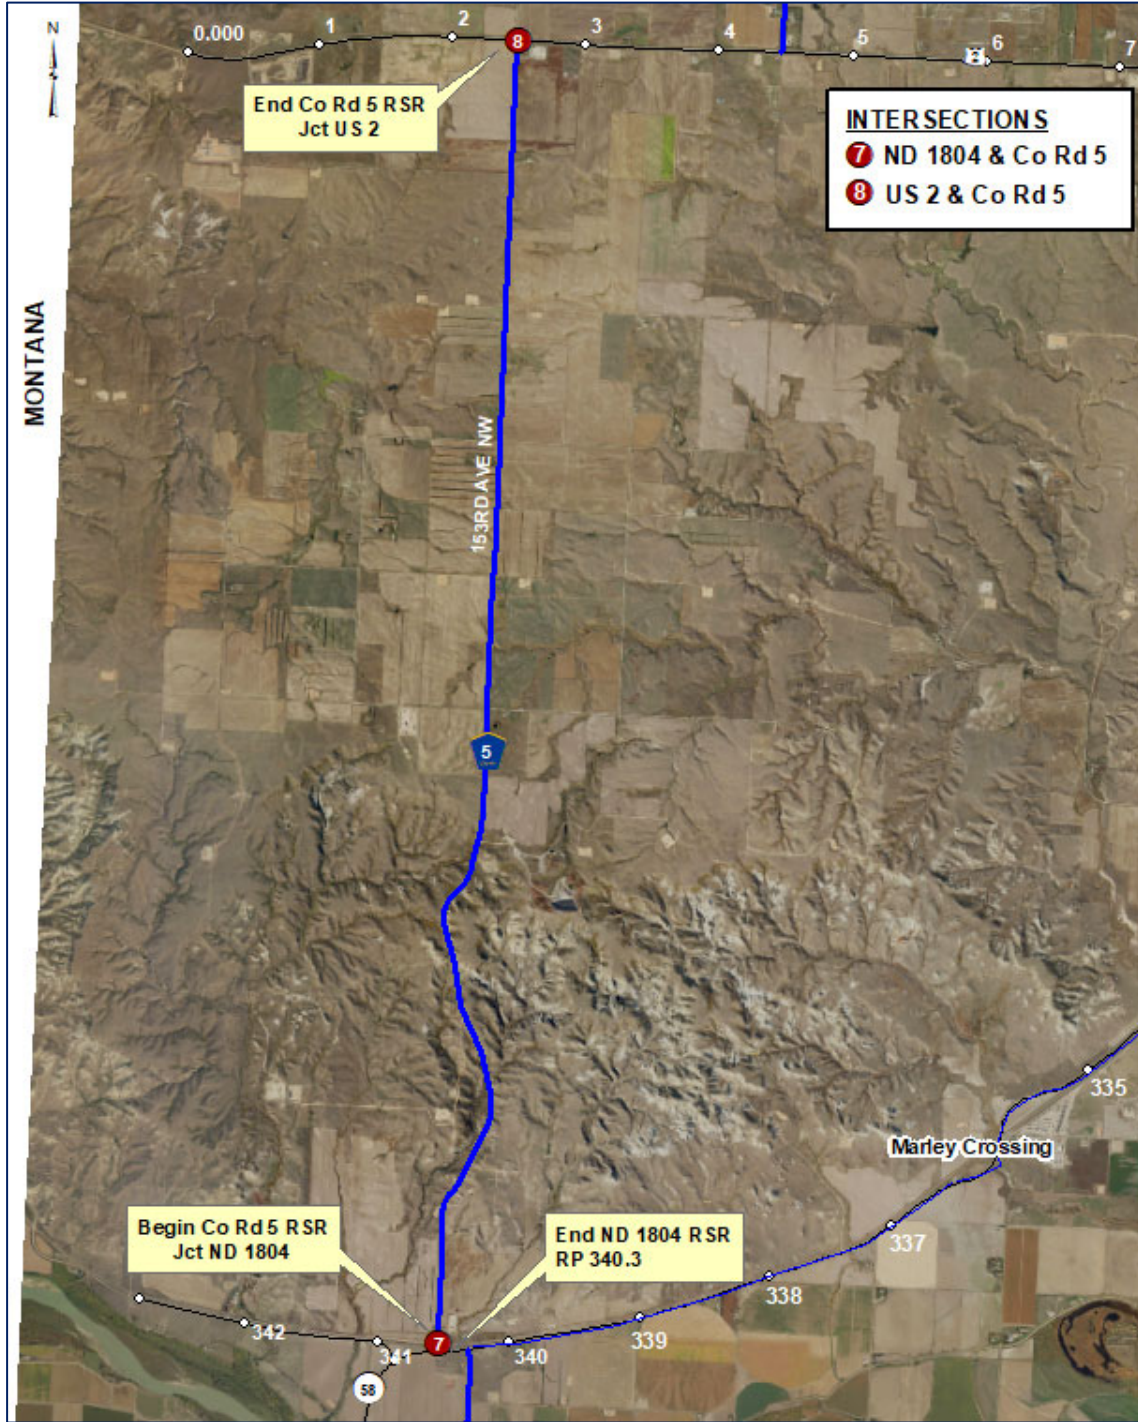 N
0.000
1
2
3
4
5
6
7
8
2
End Co Rd 5 RSR
Jct US 2
INTERSECTIONS
7 ND 1804 & Co Rd 5
8 US 2 & Co Rd 5
MONTANA
153RD AVE NW
5
335
Marley Crossing
Begin Co Rd 5 RSR
Jct ND 1804
End ND 1804 RSR
RP 340.3
337
338
339
340
341
342
7
58